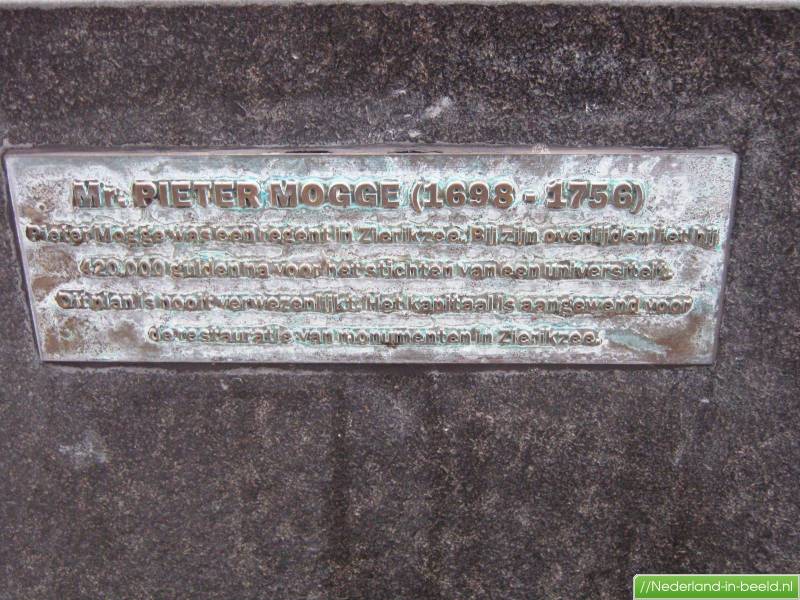 Mr. PIETER MOGGE (1698 - 1756)
Pieter Mogge was een regent in Zierikzee. Bij zijn overlijden liet hij
420.000 gulden na voor het stichten van een universiteit.
Dit plan is nooit verwezenlijkt. Het kapitaal is aangewend voor
de restauratie van monumenten in Zierikzee.
//Nederland-in-beeld.nl